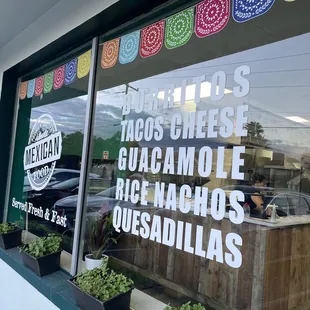 MEXICAN
FOOD
Served Fresh & Fast
BURRITOS
TACOS CHEESE
GUACAMOLE
RICE NACHOS
QUESADILLAS